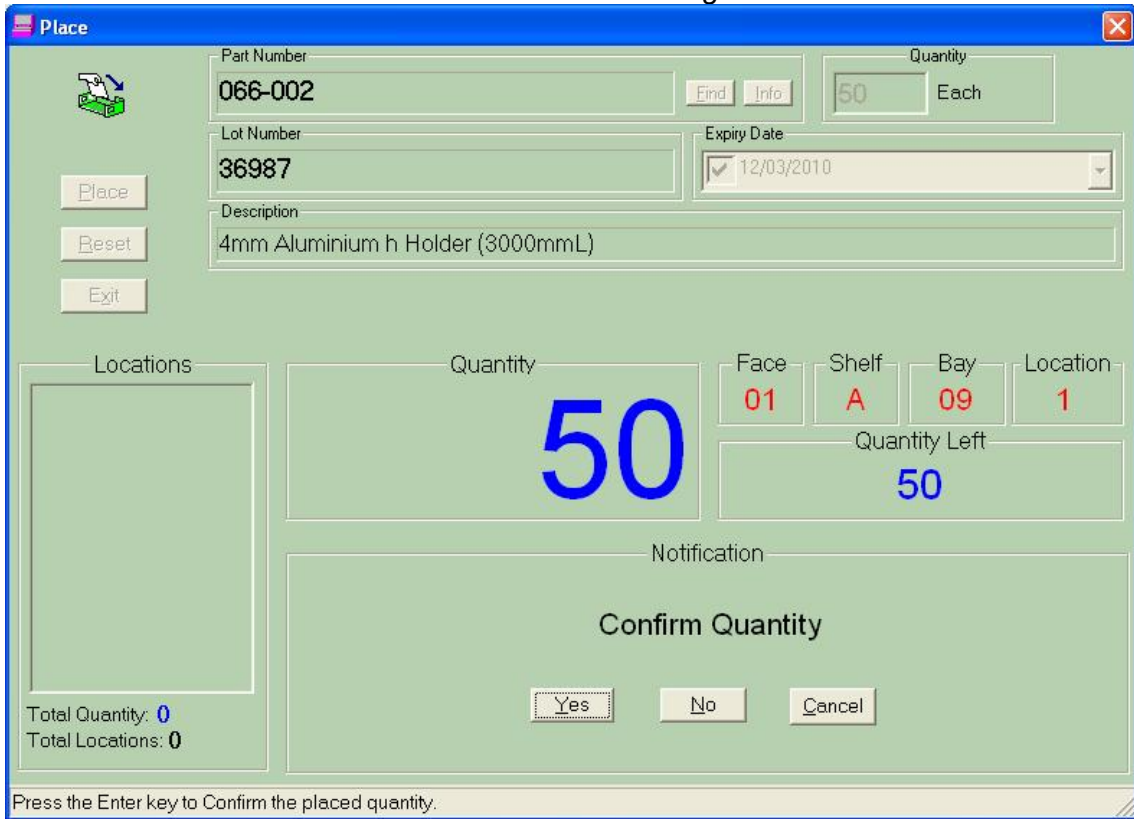 Place
Part Number
066-002
Find Info
Quantity
50 Each
Lot Number
36987
Expiry Date
12/03/2010
Place
Reset
Exit
Description
4mm Aluminium h Holder (3000mmL)
Locations
Total Quantity: 0
Total Locations: 0
Quantity
50
Face Shelf Bay Location
01 A 09 1
Quantity Left
50
Notification
Confirm Quantity
Yes No Cancel
Press the Enter key to Confirm the placed quantity.